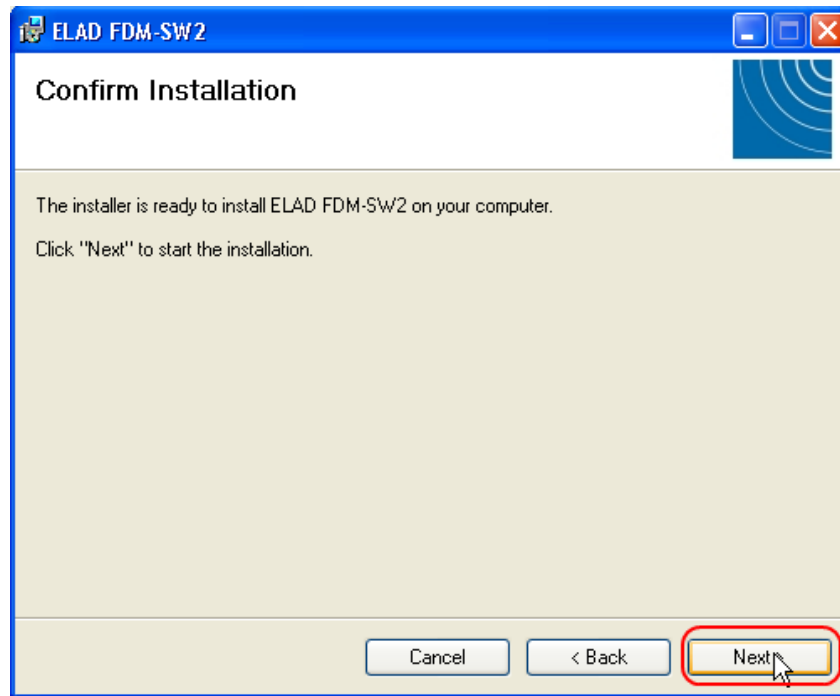 ELAD FDM-SW2
Confirm Installation
The installer is ready to install ELAD FDM-SW2 on your computer.
Click "Next" to start the installation.
Cancel
< Back
Next